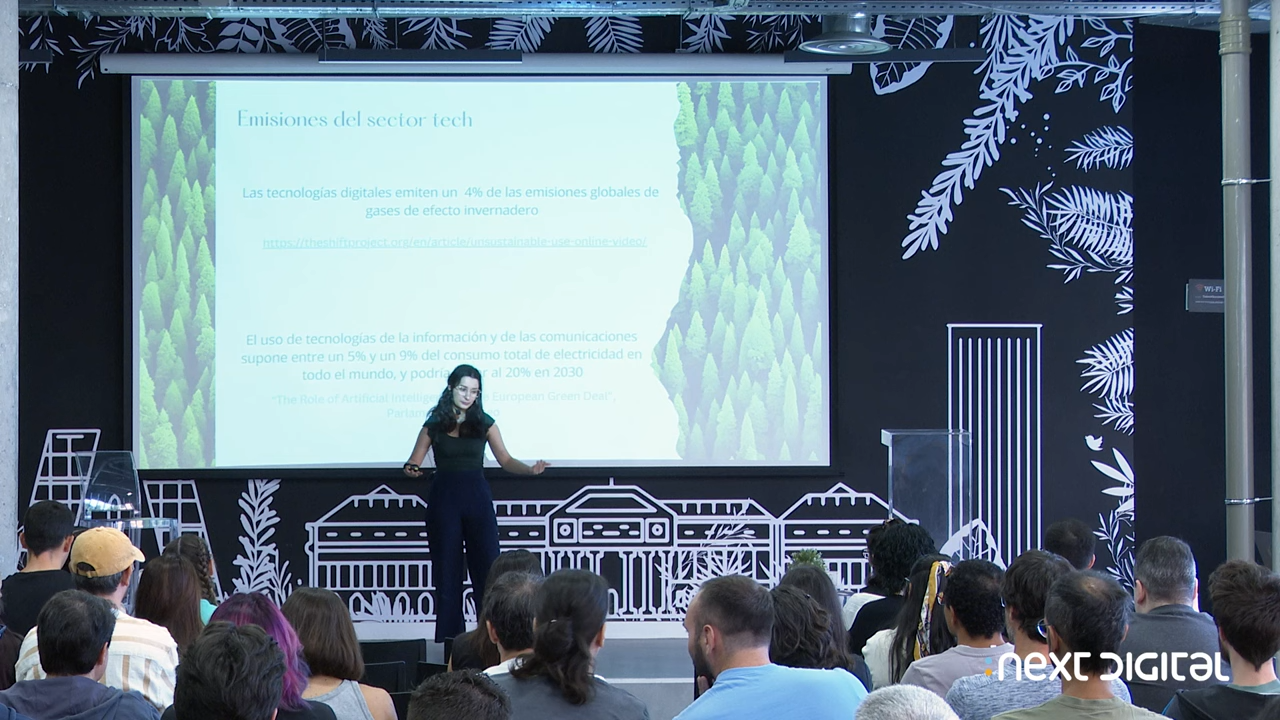 Emisiones del sector tech
Las tecnologías digitales emiten un 4% de las emisiones globales de
gases de efecto invernadero
https://theshiftproject.org/en/article/unsustainable-use-online-video/
El uso de tecnologías de la información y de las comunicaciones
supone entre un 5% y un 9% del consumo total de electricidad en
todo el mundo, y podría al 20% en 2030
"The Role of Artificial European Green Deal",
Wi-Fi
NEXT DIGITAL